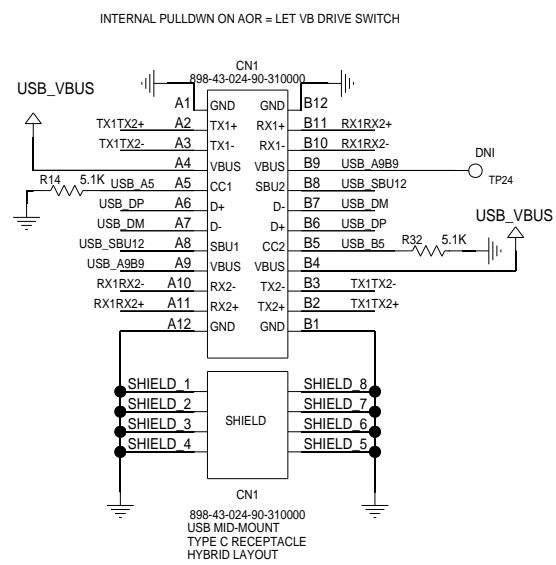 INTERNAL PULLDWN ON AOR = LET VB DRIVE SWITCH
CN1
898-43-024-90-310000
USB_VBUS
A1 GND GND B12
TX1TX2+ A2 TX1+ RX1+ B11 RX1RX2+
TX1TX2- A3 TX1- RX1- B10 RX1RX2-
A4 VBUS VBUS B9 USB_A9B9
DNI
TP24
R14 5.1K USB_A5 A5 CC1 SBU2 B8 USB_SBU12
USB_DP A6 D+ D- B7 USB_DM
USB_DM A7 D- D+ B6 USB_DP
USB_VBUS
USB_SBU12 A8 SBU1 CC2 B5 USB_B5 R32 5.1K
USB_A9B9 A9 VBUS VBUS B4
RX1RX2- A10 RX2- TX2- B3 TX1TX2-
RX1RX2+ A11 RX2+ TX2+ B2 TX1TX2+
A12 GND GND B1
SHIELD_1 SHIELD_8
SHIELD_2 SHIELD_7
SHIELD
SHIELD_3 SHIELD_6
SHIELD_4 SHIELD_5
CN1
898-43-024-90-310000
USB MID-MOUNT
TYPE C RECEPTACLE
HYBRID LAYOUT